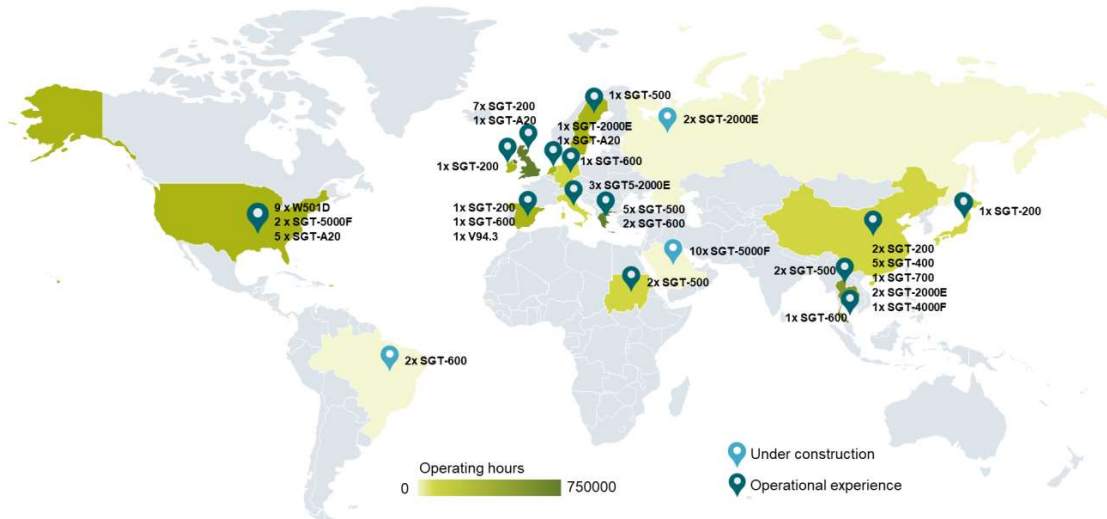 1x SGT-500
7x SGT-200
1x SGT-A20
2x SGT-2000E
1x SGT-2000E
1x SGT-A20
1x SGT-200
1x SGT-600
3x SGT5-2000E
9 x W501D
2 x SGT-5000F
5 x SGT-A20
1x SGT-200
1x SGT-600
1x V94.3
5x SGT-500
2x SGT-600
1x SGT-200
10x SGT-5000F
2x SGT-200
5x SGT-400
1x SGT-700
2x SGT-2000E
1x SGT-4000F
2x SGT-500
2x SGT-500
1x SGT-600
2x SGT-600
Under construction
Operating hours
0
750000
Operational experience